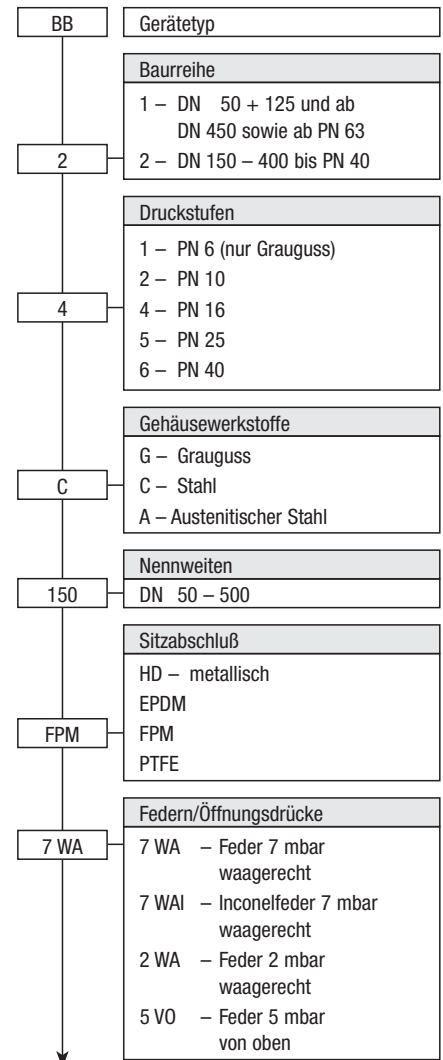 BB Gerätetyp
Baurreihe
1 – DN 50 + 125 und ab
DN 450 sowie ab PN 63
2 2 – DN 150 – 400 bis PN 40
Druckstufen
1 – PN 6 (nur Grauguss)
2 – PN 10
4 4 – PN 16
5 – PN 25
6 – PN 40
Gehäusewerkstoffe
G – Grauguss
C C – Stahl
A – Austenitischer Stahl
Nennweiten
150 DN 50 – 500
Sitzabschluß
HD – metallisch
EPDM
FPM FPM
PTFE
Federn/Öffnungsdrücke
7 WA 7 WA – Feder 7 mbar
waagerecht
7 WAI – Inconelfeder 7 mbar
waagerecht
2 WA – Feder 2 mbar
waagerecht
5 VO – Feder 5 mbar
von oben